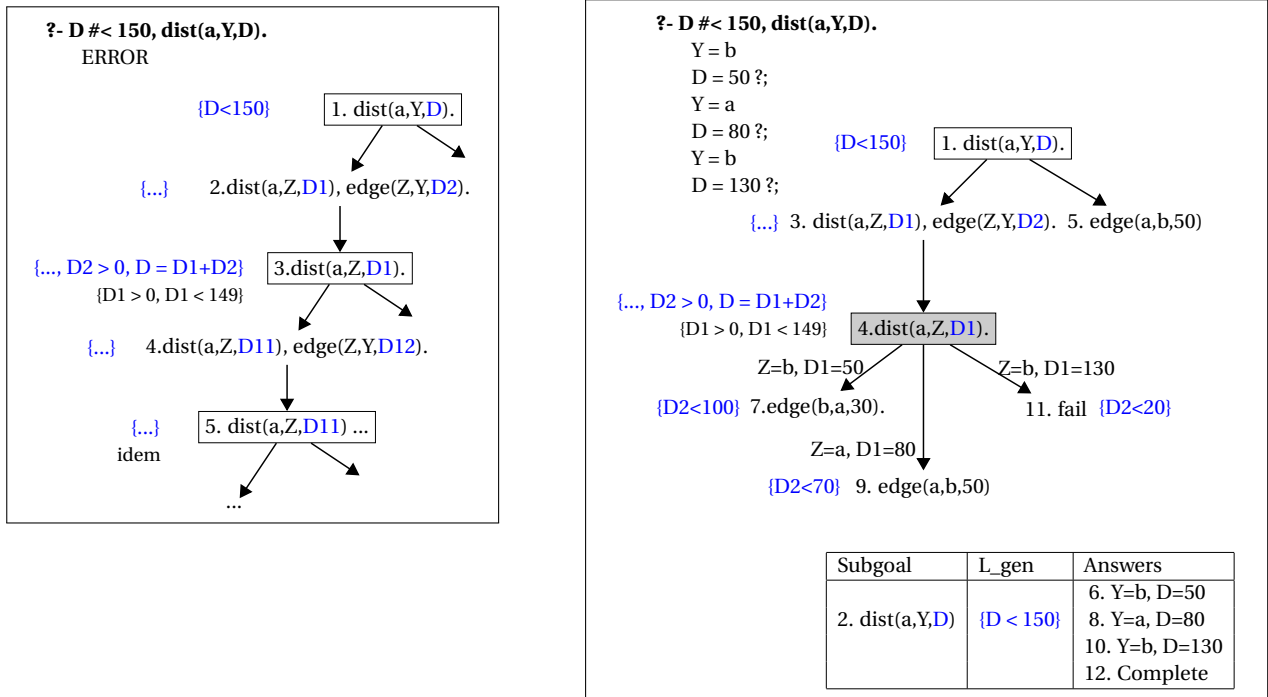 ?- D #< 150, dist(a,Y,D).
ERROR
{D<150}
1. dist(a,Y,D).
{...}
2.dist(a,Z,D1), edge(Z,Y,D2).
{..., D2 > 0, D = D1+D2}
3.dist(a,Z,D1).
{D1 > 0, D1 < 149}
{...}
4.dist(a,Z,D11), edge(Z,Y,D12).
{...}
5. dist(a,Z,D11) ...
idem
...
?- D #< 150, dist(a,Y,D).
Y = b
D = 50 ?;
Y = a
D = 80 ?;
Y = b
D = 130 ?;
{D<150}
1. dist(a,Y,D).
{...} 3. dist(a,Z,D1), edge(Z,Y,D2). 5. edge(a,b,50)
{..., D2 > 0, D = D1+D2}
{D1 > 0, D1 < 149}
4.dist(a,Z,D1).
Z=b, D1=50
Z=b, D1=130
{D2<100} 7.edge(b,a,30).
11. fail {D2<20}
Z=a, D1=80
{D2<70} 9. edge(a,b,50)
Subgoal L_gen Answers
6. Y=b, D=50
2. dist(a,Y,D) {D < 150} 8. Y=a, D=80
10. Y=b, D=130
12. Complete